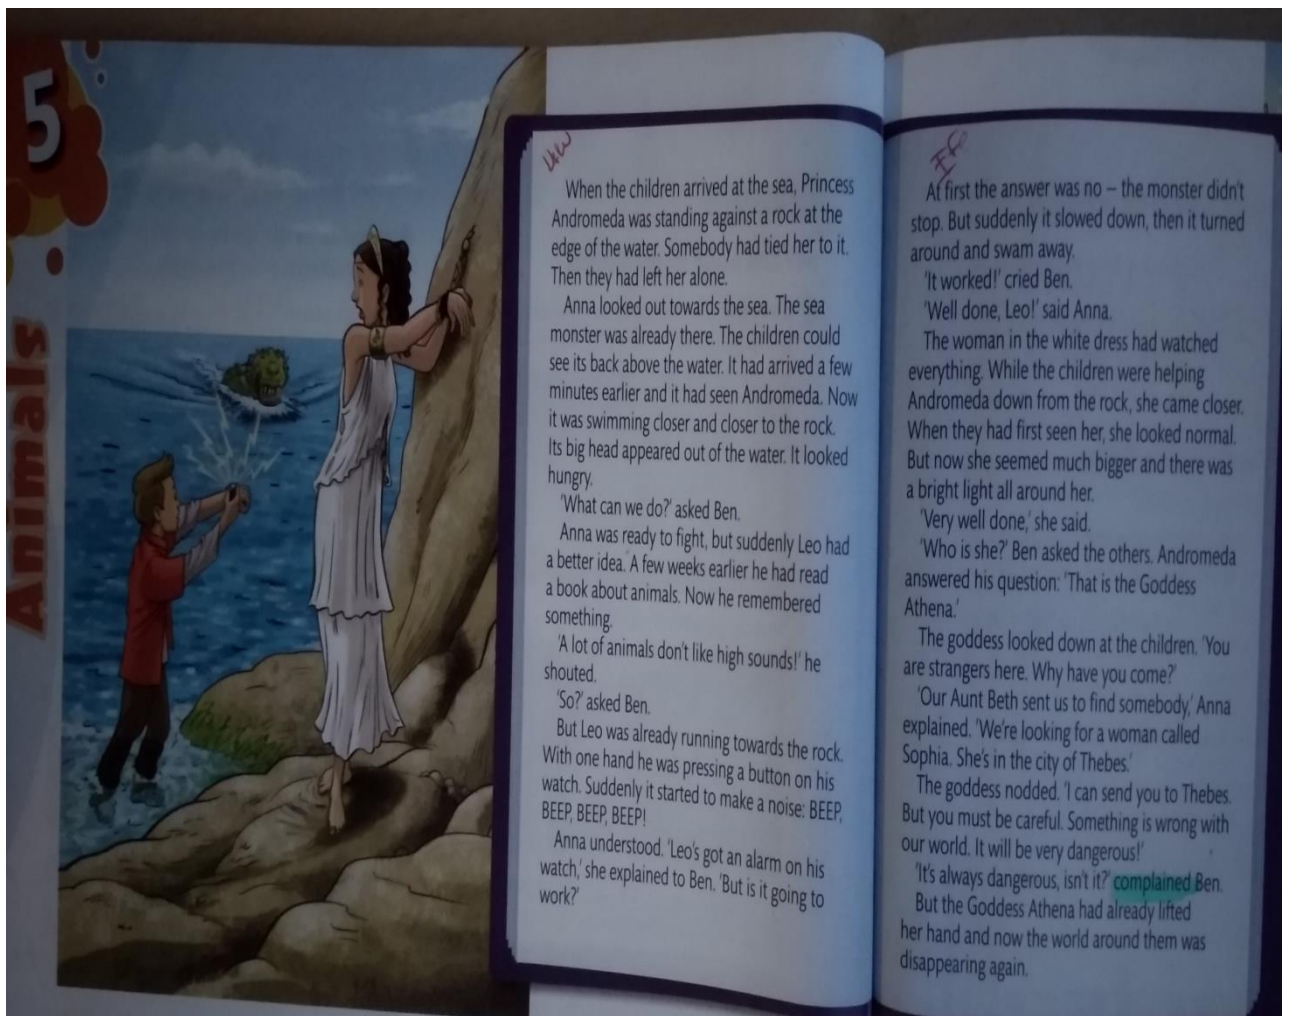 5
Animals
HW
When the children arrived at the sea, Princess
Andromeda was standing against a rock at the
edge of the water. Somebody had tied her to it.
Then they had left her alone.
Anna looked out towards the sea. The sea
monster was already there. The children could
see its back above the water. It had arrived a few
minutes earlier and it had seen Andromeda. Now
it was swimming closer and closer to the rock.
Its big head appeared out of the water. It looked
hungry.
'What can we do?' asked Ben.
Anna was ready to fight, but suddenly Leo had
a better idea. A few weeks earlier he had read
a book about animals. Now he remembered
something.
'A lot of animals don't like high sounds!' he
shouted.
'So?' asked Ben.
But Leo was already running towards the rock.
With one hand he was pressing a button on his
watch. Suddenly it started to make a noise: BEEP,
BEEP, BEEP, BEEP!
Anna understood. 'Leo's got an alarm on his
watch,' she explained to Ben. 'But is it going to
work?'
At first the answer was no – the monster didn't
stop. But suddenly it slowed down, then it turned
around and swam away.
'It worked!' cried Ben.
'Well done, Leo!' said Anna.
The woman in the white dress had watched
everything. While the children were helping
Andromeda down from the rock, she came closer.
When they had first seen her, she looked normal.
But now she seemed much bigger and there was
a bright light all around her.
'Very well done,' she said.
'Who is she?' Ben asked the others. Andromeda
answered his question: 'That is the Goddess
Athena.'
The goddess looked down at the children. 'You
are strangers here. Why have you come?'
'Our Aunt Beth sent us to find somebody,' Anna
explained. 'We're looking for a woman called
Sophia. She's in the city of Thebes.'
The goddess nodded. 'I can send you to Thebes.
But you must be careful. Something is wrong with
our world. It will be very dangerous!'
'It's always dangerous, isn't it?' complained Ben.
But the Goddess Athena had already lifted
her hand and now the world around them was
disappearing again.